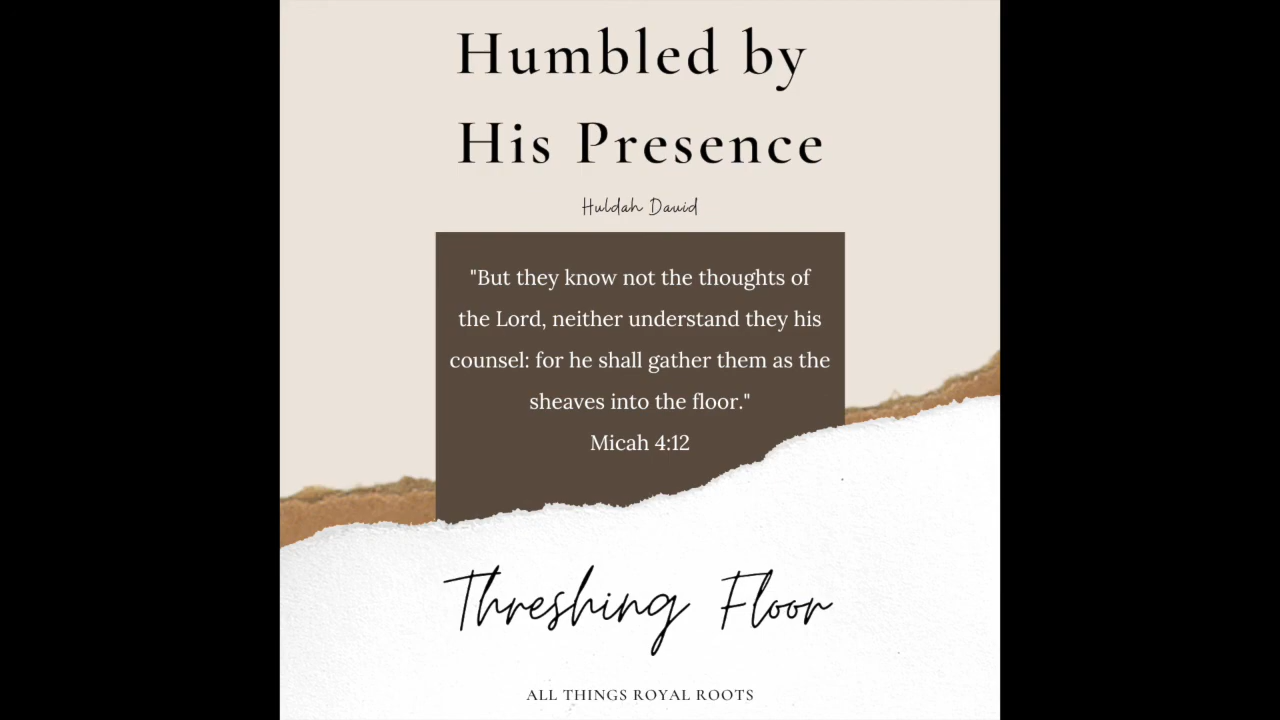 Humbled by
His Presence
Huldah David
"But they know not the thoughts of
the Lord, neither understand they his
counsel: for he shall gather them as the
sheaves into the floor."
Micah 4:12
Threshing Floor
ALL THINGS ROYAL ROOTS